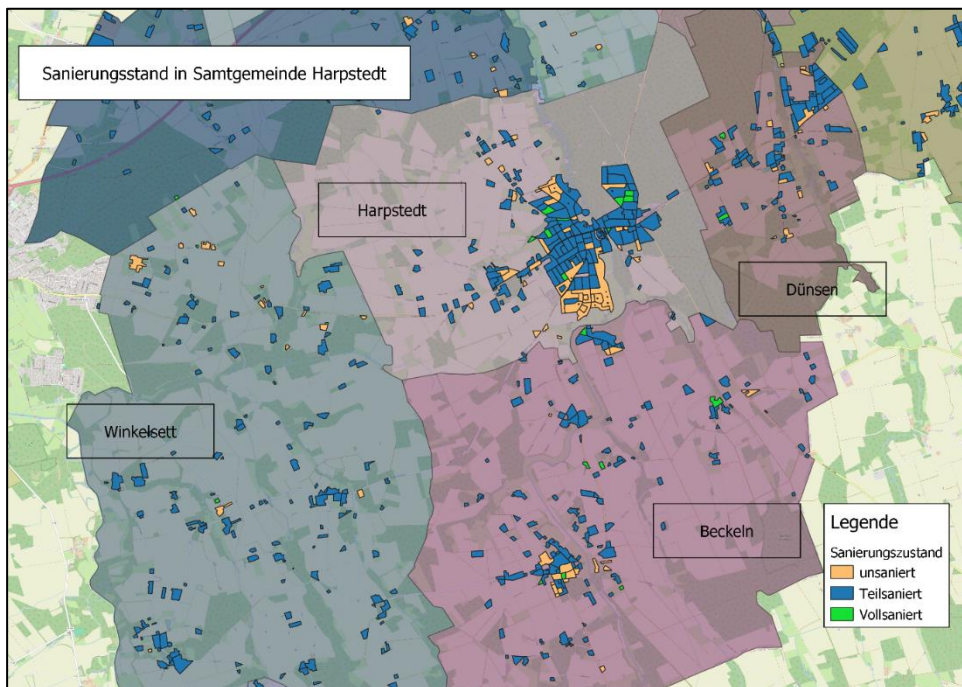 Sanierungsstand in Samtgemeinde Harpstedt
Harpstedt
Dünsen
Winkelsett
Beckeln
Legende
Sanierungszustand
unsaniert
Teilsaniert
Vollsaniert